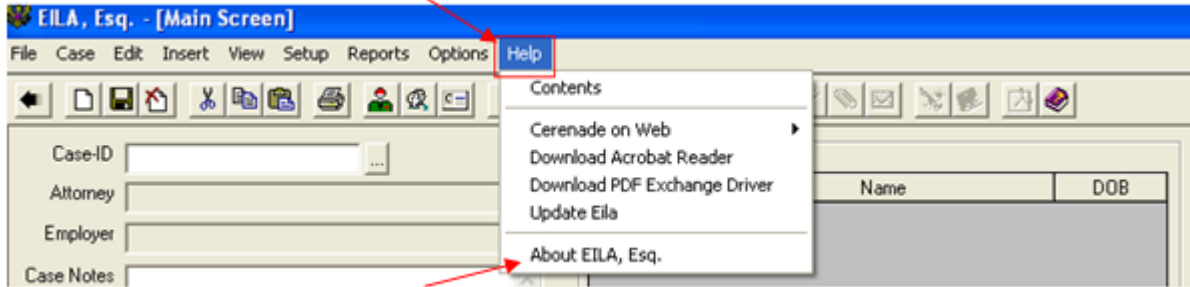 EILA, Esq. - [Main Screen]
File Case Edit Insert View Setup Reports Options Help
Contents
Cerenade on Web
Download Acrobat Reader
Download PDF Exchange Driver
Update Eila
About EILA, Esq.
Case-ID ...
Attorney
Employer
Case Notes
Name DOB